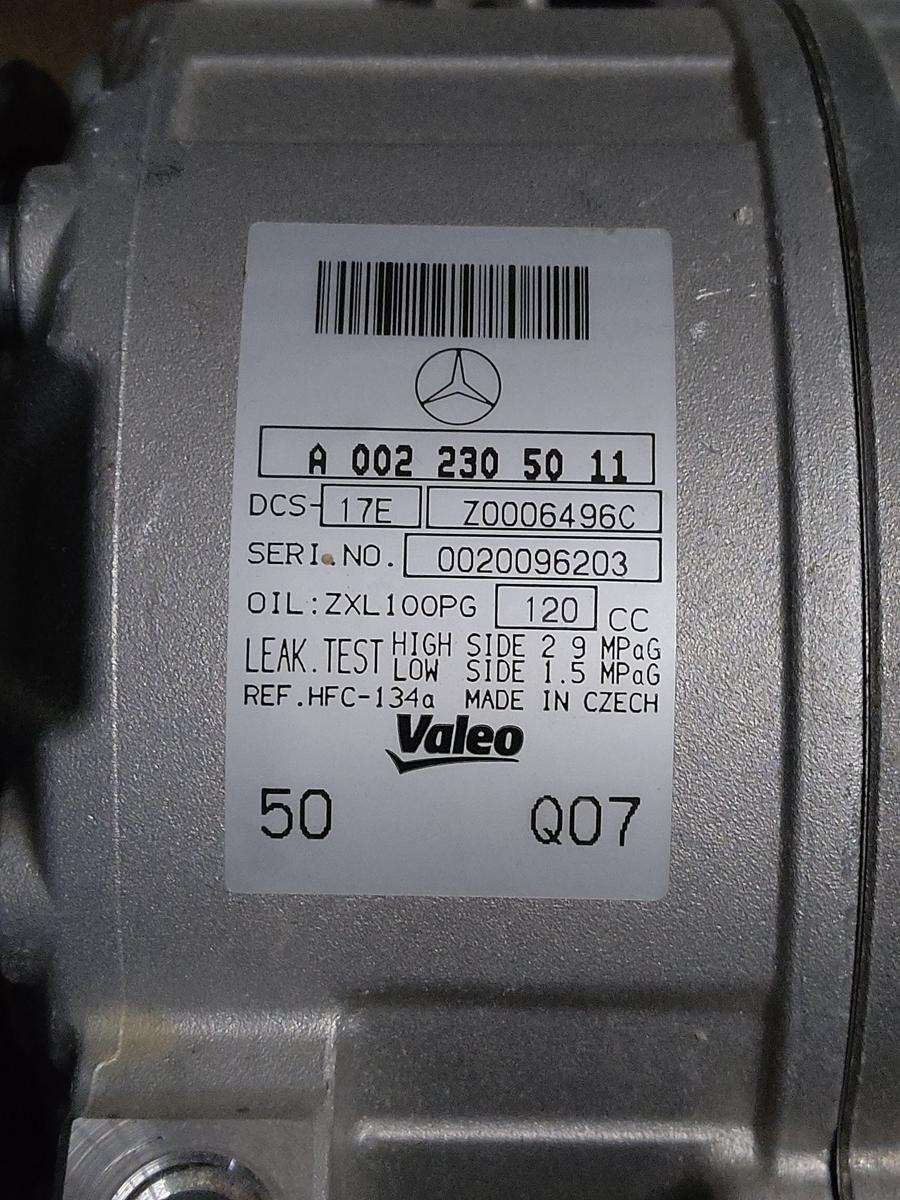 A 002 230 50 11
DCS-17E Z0006496C
SERI.NO. 0020096203
OIL:ZXL100PG 120 CC
LEAK.TEST HIGH SIDE 2 9 MPaG
LOW SIDE 1.5 MPaG
REF.HFC-134a MADE IN CZECH
Valeo
50 Q07